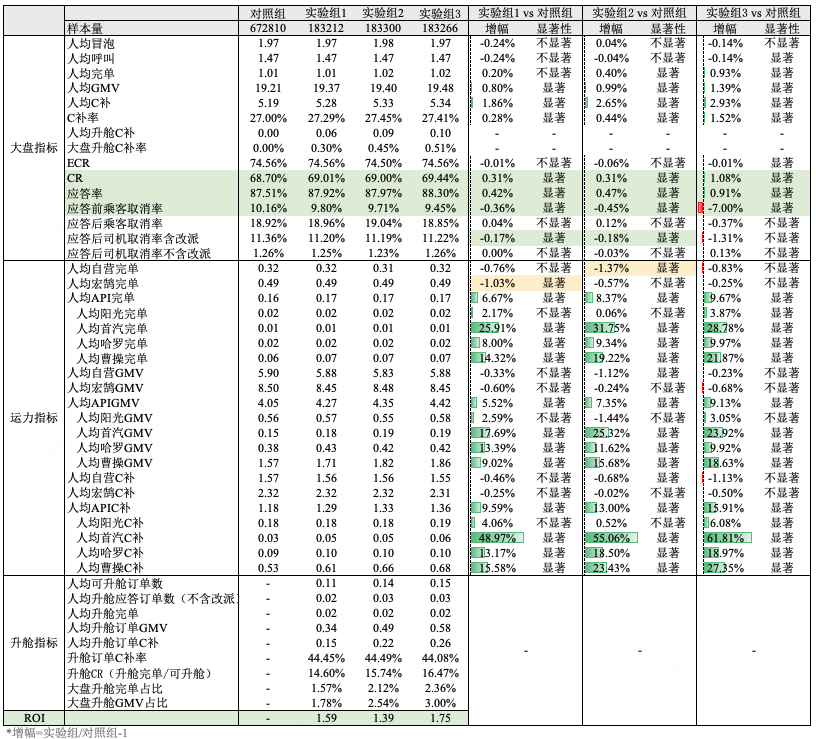 对照组 实验组1 实验组2 实验组3 实验组1 vs 对照组 实验组2 vs 对照组 实验组3 vs 对照组
样本量 672810 183212 183300 183266 增幅 显著性 增幅 显著性 增幅 显著性
人均冒泡 1.97 1.97 1.98 1.97 -0.24% 不显著 0.04% 不显著 -0.14% 不显著
人均呼叫 1.47 1.47 1.47 1.47 -0.24% 不显著 -0.04% 不显著 -0.14% 显著
人均完单 1.01 1.01 1.02 1.02 0.20% 不显著 0.40% 显著 0.93% 显著
人均GMV 19.21 19.37 19.40 19.48 0.80% 显著 0.99% 显著 1.39% 显著
人均C补 5.19 5.28 5.33 5.34 1.86% 显著 2.65% 显著 2.93% 显著
C补率 27.00% 27.29% 27.45% 27.41% 0.28% 显著 0.44% 显著 1.52% 显著
人均升舱C补 0.00 0.06 0.09 0.10 - - - - - -
大盘指标 大盘升舱C补率 0.00% 0.30% 0.45% 0.51% - - - - - -
ECR 74.56% 74.56% 74.50% 74.56% -0.01% 不显著 -0.06% 不显著 -0.01% 显著
CR 68.70% 69.01% 69.00% 69.44% 0.31% 显著 0.31% 显著 1.08% 显著
应答率 87.51% 87.92% 87.97% 88.30% 0.42% 显著 0.47% 显著 0.91% 显著
应答前乘客取消率 10.16% 9.80% 9.71% 9.45% -0.36% 显著 -0.45% 显著 -7.00% 显著
应答后乘客取消率 18.92% 18.96% 19.04% 18.85% 0.04% 不显著 0.12% 不显著 -0.37% 不显著
应答后司机取消率含改派 11.36% 11.20% 11.19% 11.22% -0.17% 显著 -0.18% 显著 -1.31% 不显著
应答后司机取消率不含改派 1.26% 1.25% 1.23% 1.26% 0.00% 不显著 -0.03% 不显著 0.13% 不显著
人均自营完单 0.32 0.32 0.31 0.32 -0.76% 不显著 -1.37% 显著 -0.83% 不显著
人均宏鹄完单 0.49 0.49 0.49 0.49 -1.03% 显著 -0.57% 不显著 -0.25% 不显著
人均API完单 0.16 0.17 0.17 0.17 6.67% 显著 8.37% 显著 9.67% 显著
人均阳光完单 0.02 0.02 0.02 0.02 2.17% 不显著 0.06% 不显著 3.87% 显著
人均首汽完单 0.01 0.01 0.01 0.01 25.91% 显著 31.75% 显著 28.78% 显著
人均哈罗完单 0.02 0.02 0.02 0.02 8.00% 显著 9.34% 显著 9.97% 显著
人均曹操完单 0.06 0.07 0.07 0.07 14.32% 显著 19.22% 显著 21.87% 显著
人均自营GMV 5.90 5.88 5.83 5.88 -0.33% 不显著 -1.12% 显著 -0.23% 不显著
人均宏鹄GMV 8.50 8.45 8.48 8.45 -0.60% 不显著 -0.24% 不显著 -0.68% 不显著
人均APIGMV 4.05 4.27 4.35 4.42 5.52% 显著 7.35% 显著 9.13% 显著
运力指标 人均阳光GMV 0.56 0.57 0.55 0.58 2.59% 不显著 -1.44% 不显著 3.05% 不显著
人均首汽GMV 0.15 0.18 0.19 0.19 17.69% 显著 25.32% 显著 23.92% 显著
人均哈罗GMV 0.38 0.43 0.42 0.42 13.39% 显著 11.62% 显著 9.92% 显著
人均曹操GMV 1.57 1.71 1.82 1.86 9.02% 显著 15.68% 显著 18.63% 显著
人均自营C补 1.57 1.56 1.56 1.55 -0.46% 不显著 -0.68% 不显著 -1.13% 不显著
人均宏鹄C补 2.32 2.32 2.32 2.31 -0.25% 不显著 -0.02% 不显著 -0.50% 不显著
人均APIC补 1.18 1.29 1.33 1.36 9.59% 显著 13.00% 显著 15.91% 显著
人均阳光C补 0.18 0.18 0.18 0.19 4.06% 不显著 0.52% 不显著 6.08% 显著
人均首汽C补 0.03 0.05 0.05 0.06 48.97% 显著 55.06% 显著 61.81% 显著
人均哈罗C补 0.09 0.10 0.10 0.10 13.17% 显著 18.50% 显著 18.97% 显著
人均曹操C补 0.53 0.61 0.66 0.68 15.58% 显著 23.43% 显著 27.35% 显著
人均可升舱订单数 - 0.11 0.14 0.15
人均升舱应答订单数（不含改派） - 0.02 0.03 0.03
人均升舱完单 - 0.02 0.02 0.02
人均升舱订单GMV - 0.34 0.49 0.58
升舱指标 人均升舱订单C补 - 0.15 0.22 0.26 - - -
升舱订单C补率 - 44.45% 44.49% 44.08%
升舱CR（升舱完单/可升舱） - 14.60% 15.74% 16.47%
大盘升舱完单占比 - 1.57% 2.12% 2.36%
大盘升舱GMV占比 - 1.78% 2.54% 3.00%
ROI - 1.59 1.39 1.75
*增幅=实验组/对照组-1